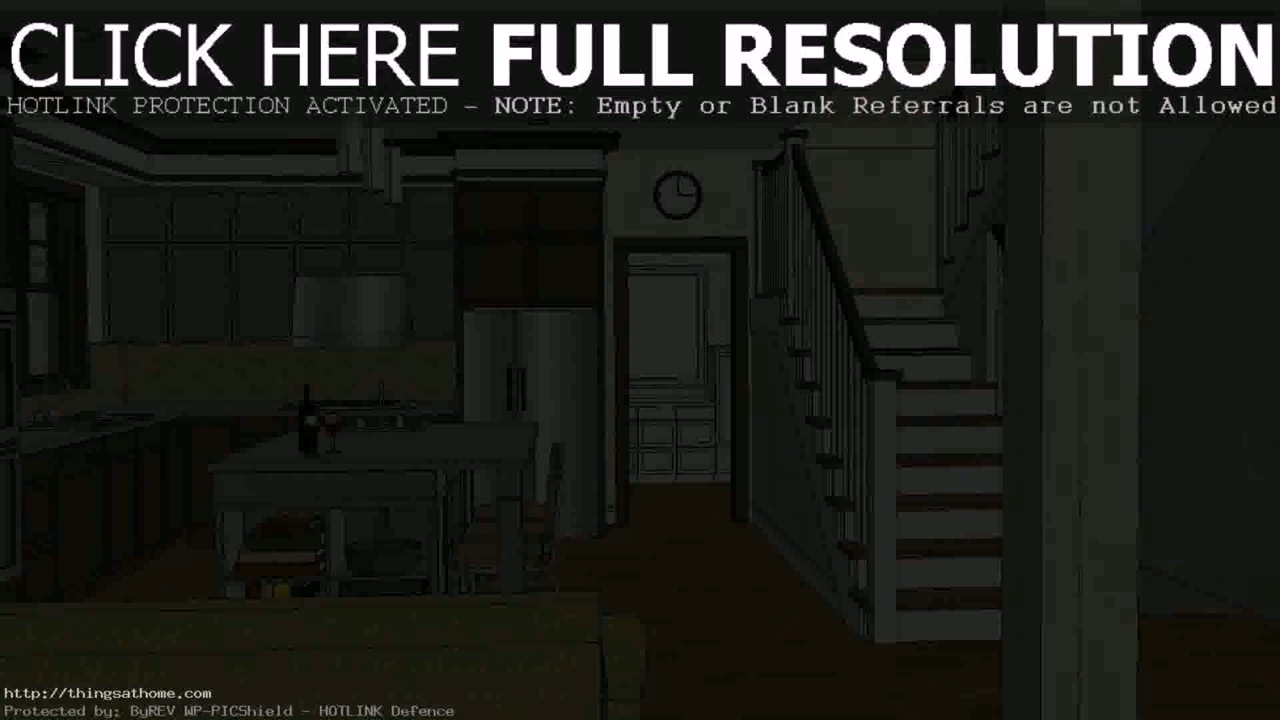 CLICK HERE FULL RESOLUTION
HOTLINK PROTECTION ACTIVATED - NOTE: Empty or Blank Referrals are not Allowed
http://thingsathome.com
Protected by: ByREV WP-PICShield - HOTLINK Defence